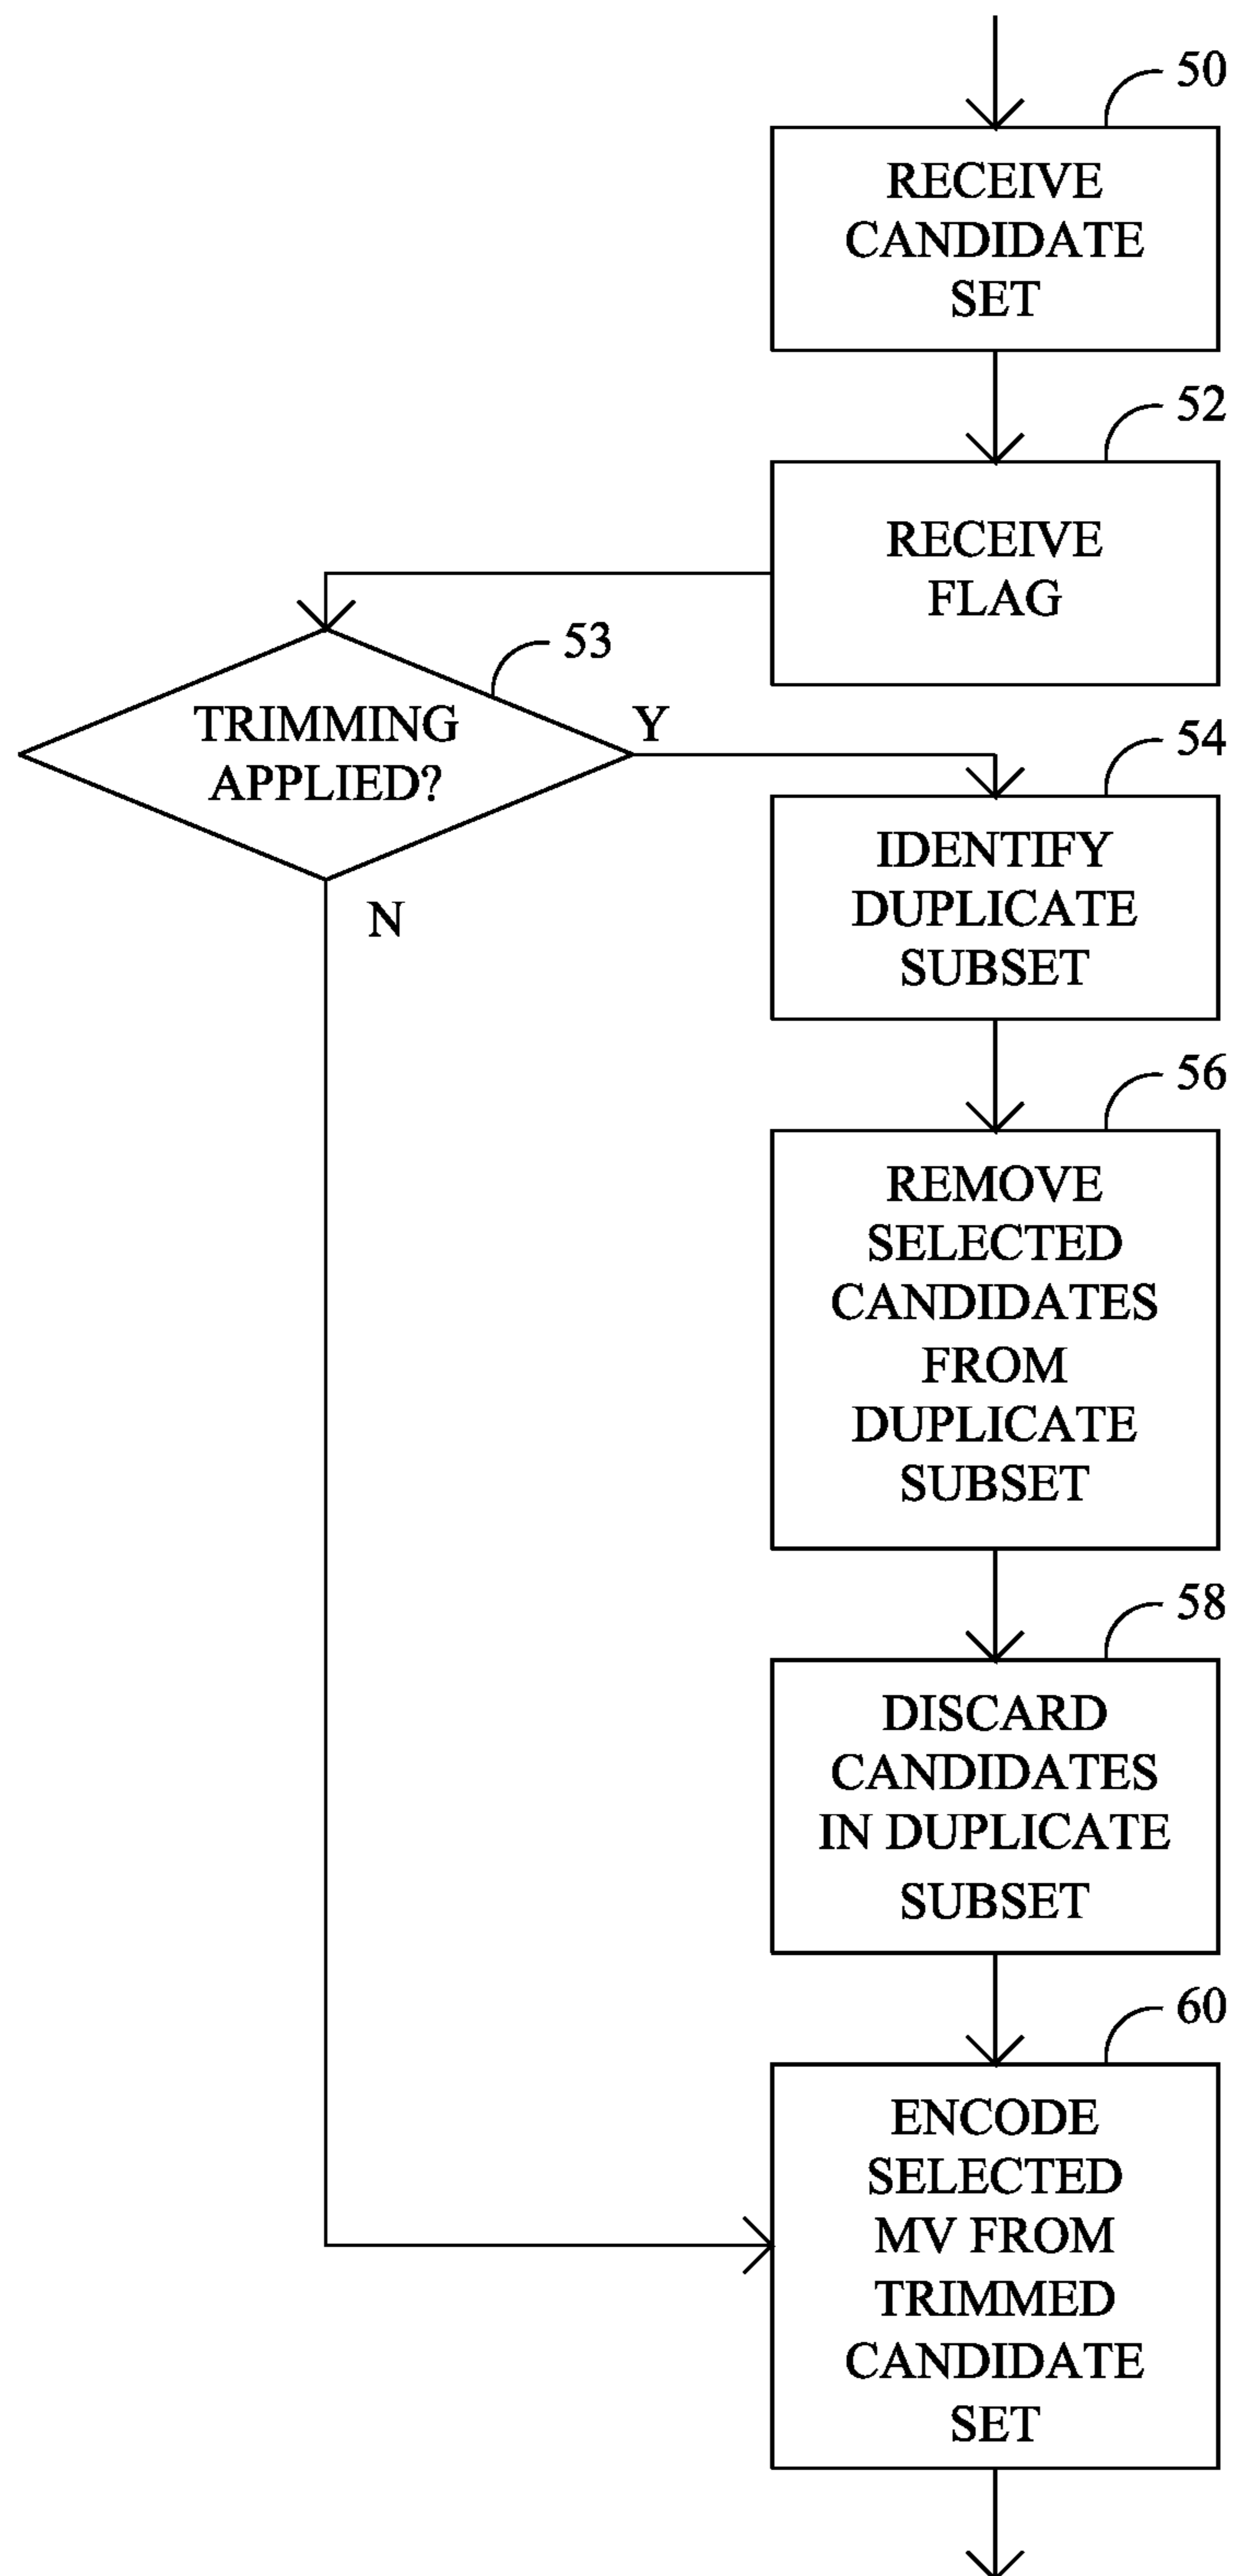 50
RECEIVE
CANDIDATE
SET
52
RECEIVE
FLAG
53
TRIMMING
APPLIED?
Y
N
54
IDENTIFY
DUPLICATE
SUBSET
56
REMOVE
SELECTED
CANDIDATES
FROM
DUPLICATE
SUBSET
58
DISCARD
CANDIDATES
IN DUPLICATE
SUBSET
60
ENCODE
SELECTED
MV FROM
TRIMMED
CANDIDATE
SET